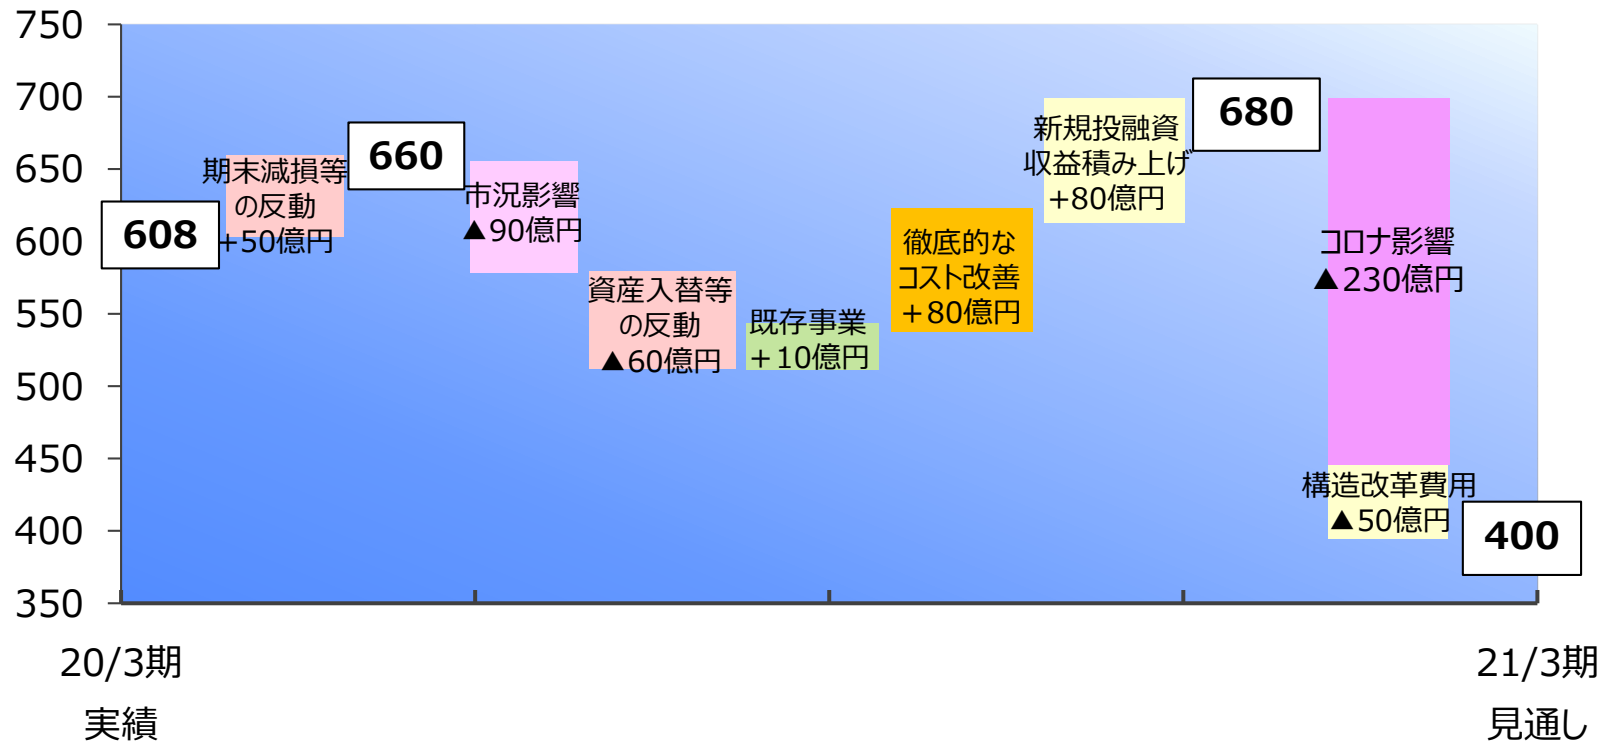 750
700
650
600
550
500
450
400
350
608
期末減損等
の反動
+50億円
660
市況影響
▲90億円
資産入替等
の反動
▲60億円
既存事業
+10億円
徹底的な
コスト改善
+80億円
新規投融資
収益積み上げ
+80億円
680
コロナ影響
▲230億円
構造改革費用
▲50億円
400
20/3期
実績
21/3期
見通し